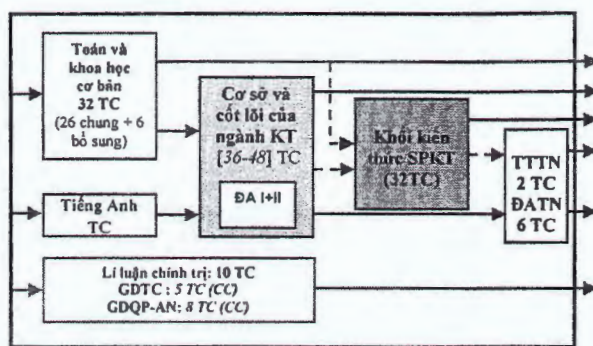 Toán và
khoa học
cơ bản
32 TC
(26 chung + 6
bổ sung)
Tiếng Anh
TC
Cơ sở và
cốt lõi của
ngành KT
[36-48] TC
ĐA I+II
Khối kiến
thức SPKT
(32TC)
TTTN
2 TC
ĐATN
6 TC
Lí luận chính trị: 10 TC
GDTC : 5 TC (CC)
GDQP-AN: 8 TC (CC)